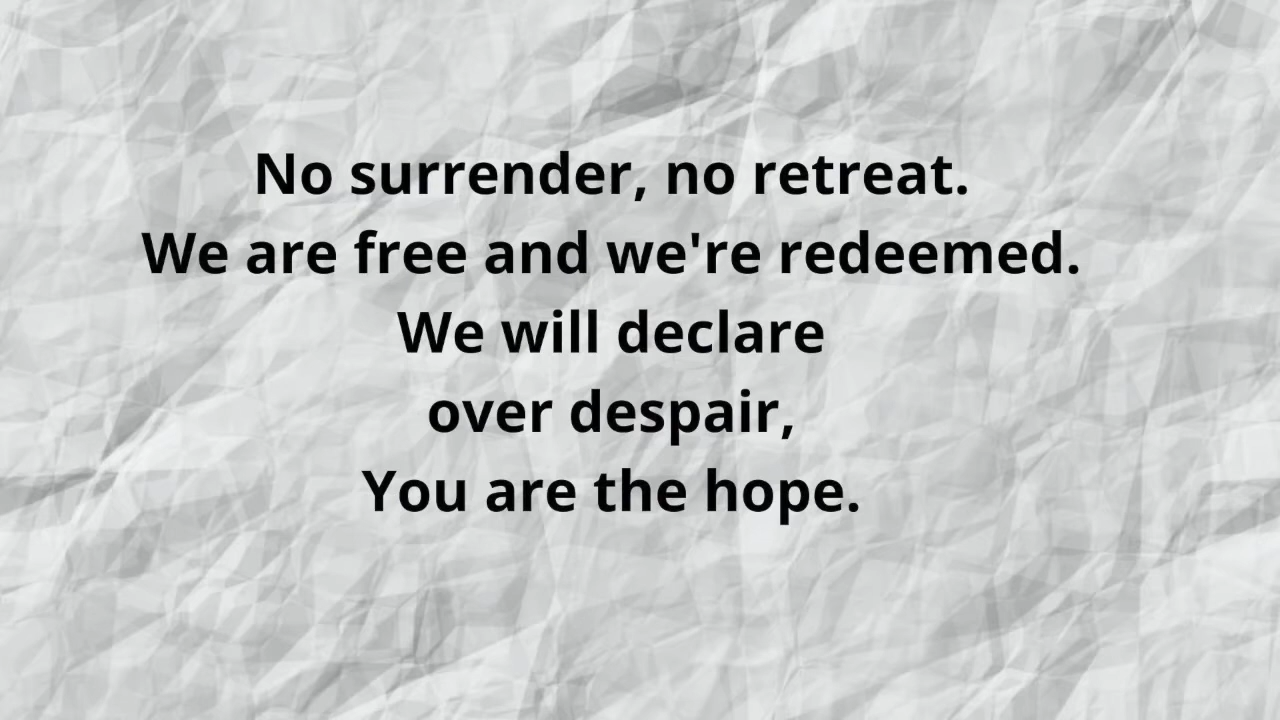 No surrender, no retreat.
We are free and we're redeemed.
We will declare
over despair,
You are the hope.